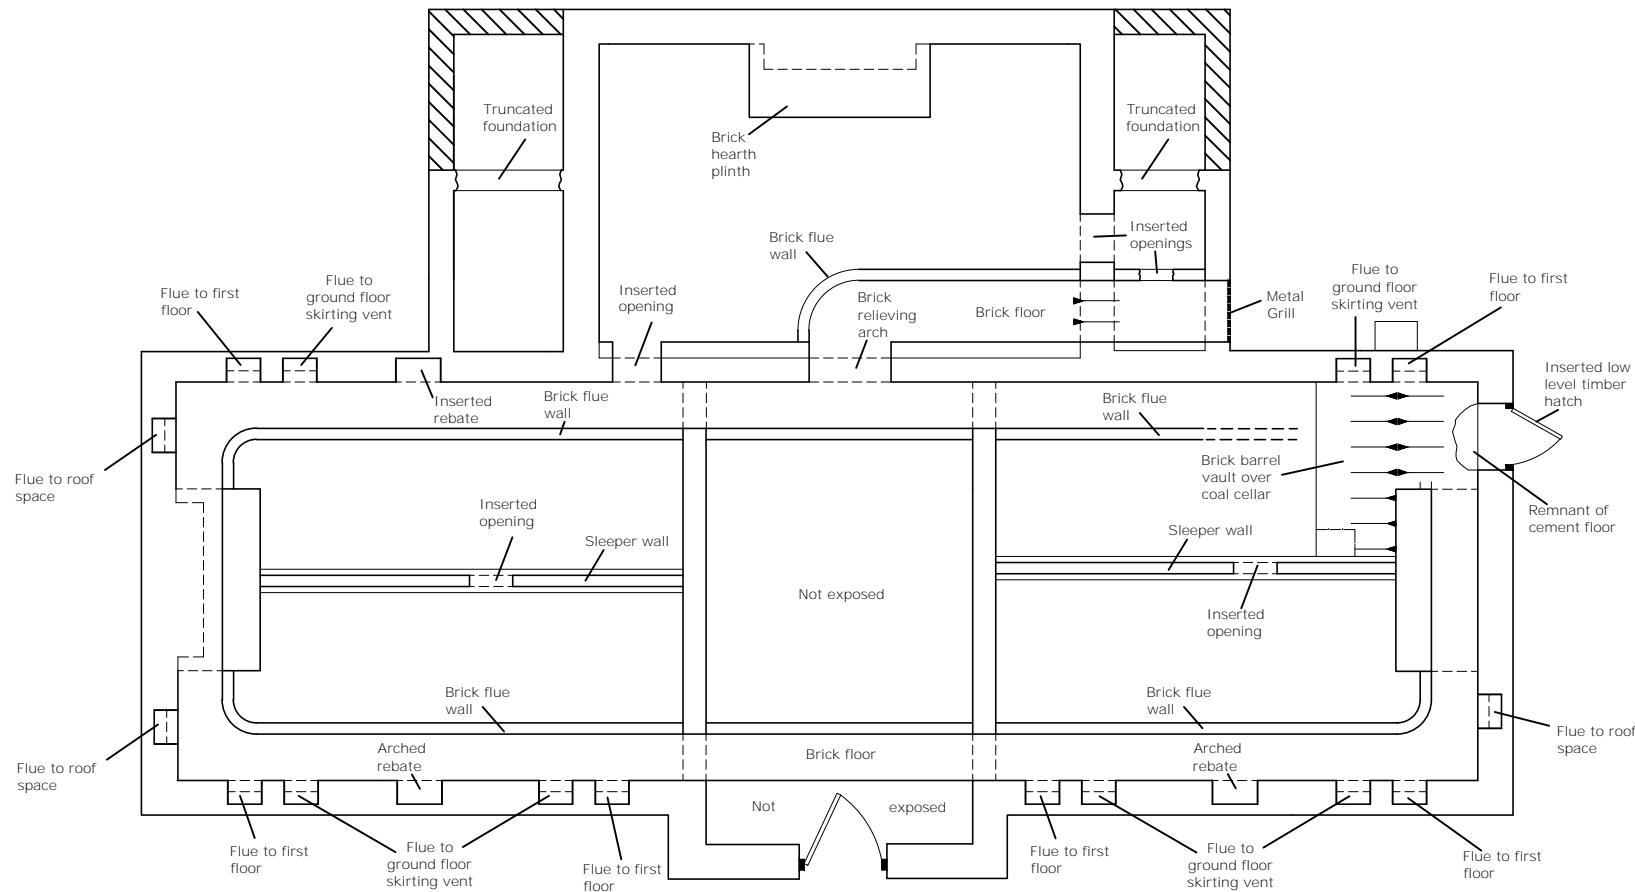 Truncated
foundation
Truncated
foundation
Brick
hearth
plinth
Brick flue
wall
Inserted
openings
Flue to first
floor
Flue to
ground floor
skirting vent
Inserted
opening
Brick
relieving
arch
Brick floor
Metal
Grill
Flue to
ground floor
skirting vent
Flue to first
floor
Inserted low
level timber
hatch
Inserted
rebate
Brick flue
wall
Brick flue
wall
Flue to roof
space
Brick barrel
vault over
coal cellar
Remnant of
cement floor
Inserted
opening
Sleeper wall
Sleeper wall
Not exposed
Inserted
opening
Brick flue
wall
Brick flue
wall
Flue to roof
space
Flue to roof
space
Arched
rebate
Brick floor
Arched
rebate
Not exposed
Flue to first
floor
Flue to
ground floor
skirting vent
Flue to first
floor
Flue to first
floor
Flue to
ground floor
skirting vent
Flue to first
floor